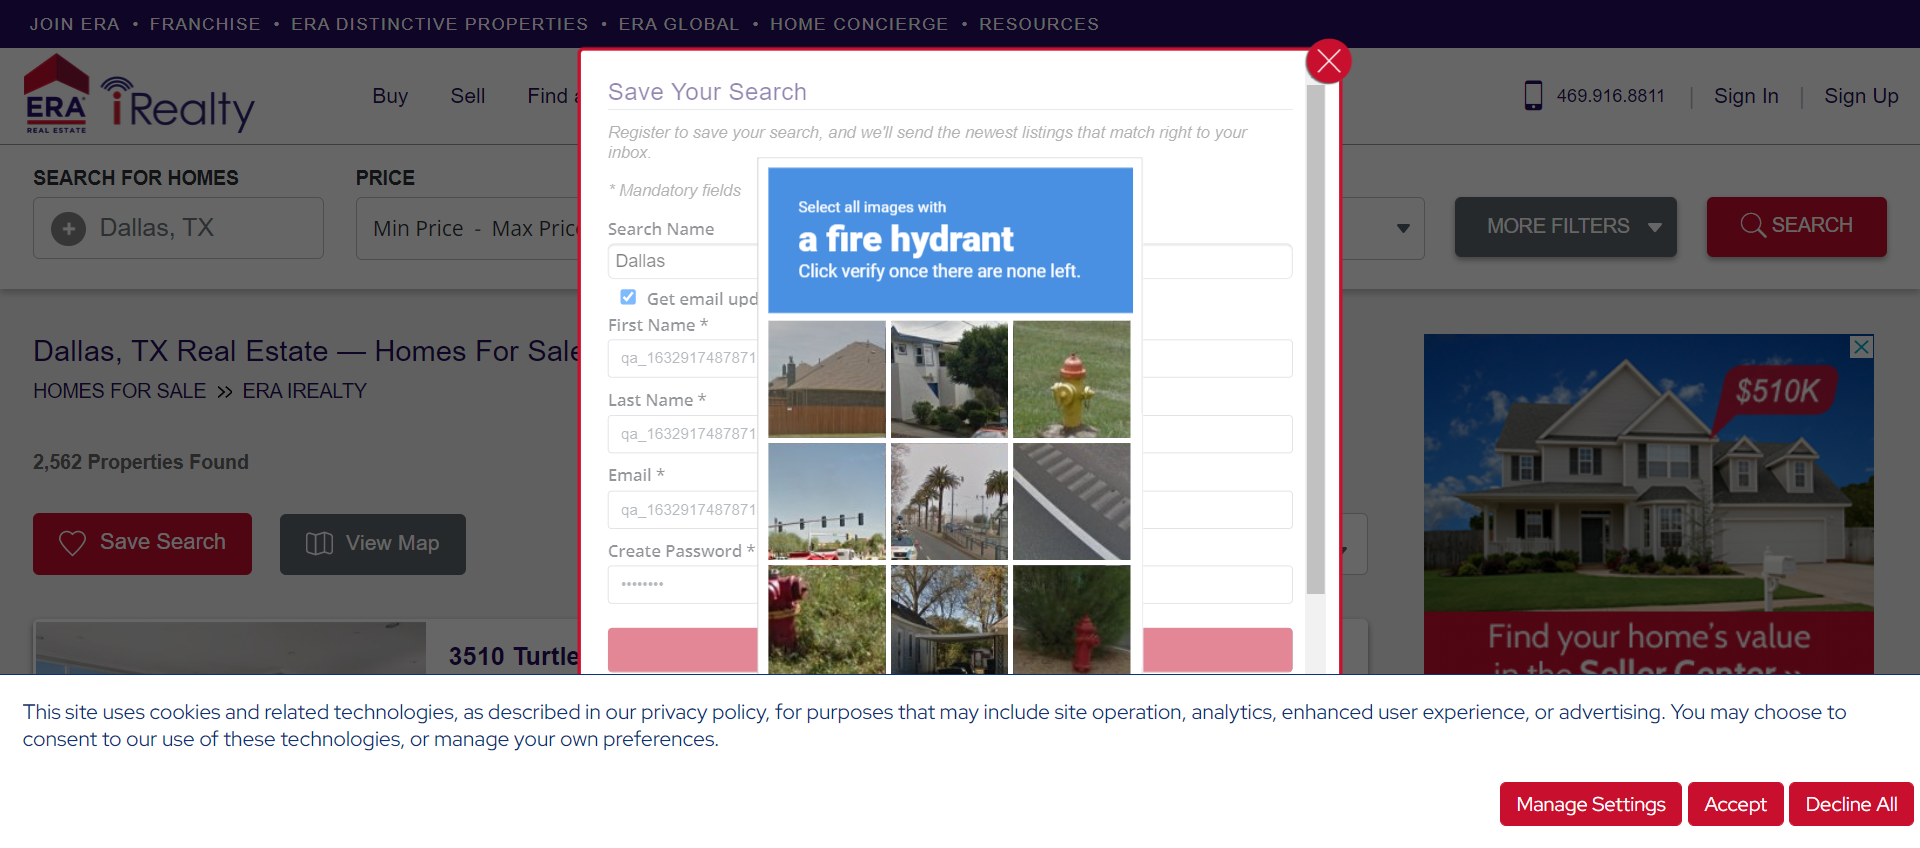 JOIN ERA • FRANCHISE • ERA DISTINCTIVE PROPERTIES • ERA GLOBAL • HOME CONCIERGE • RESOURCES
ERA
REAL ESTATE
iRealty
Buy
Sell
Find
469.916.8811
Sign In
Sign Up
SEARCH FOR HOMES
PRICE
Dallas, TX
Min Price - Max Pric
MORE FILTERS
SEARCH
Save Your Search
Register to save your search, and we'll send the newest listings that match right to your
inbox.
* Mandatory fields
Search Name
Dallas
Get email upd
First Name *
qa_1632917487871
Last Name *
qa_1632917487871
Email *
qa_1632917487871
Create Password *
Select all images with
a fire hydrant
Click verify once there are none left.
Dallas, TX Real Estate — Homes For Sale
HOMES FOR SALE » ERA IREALTY
2,562 Properties Found
Save Search
View Map
3510 Turtle
$510K
Find your home's value
in the Seller Center »
This site uses cookies and related technologies, as described in our privacy policy, for purposes that may include site operation, analytics, enhanced user experience, or advertising. You may choose to
consent to our use of these technologies, or manage your own preferences.
Manage Settings
Accept
Decline All